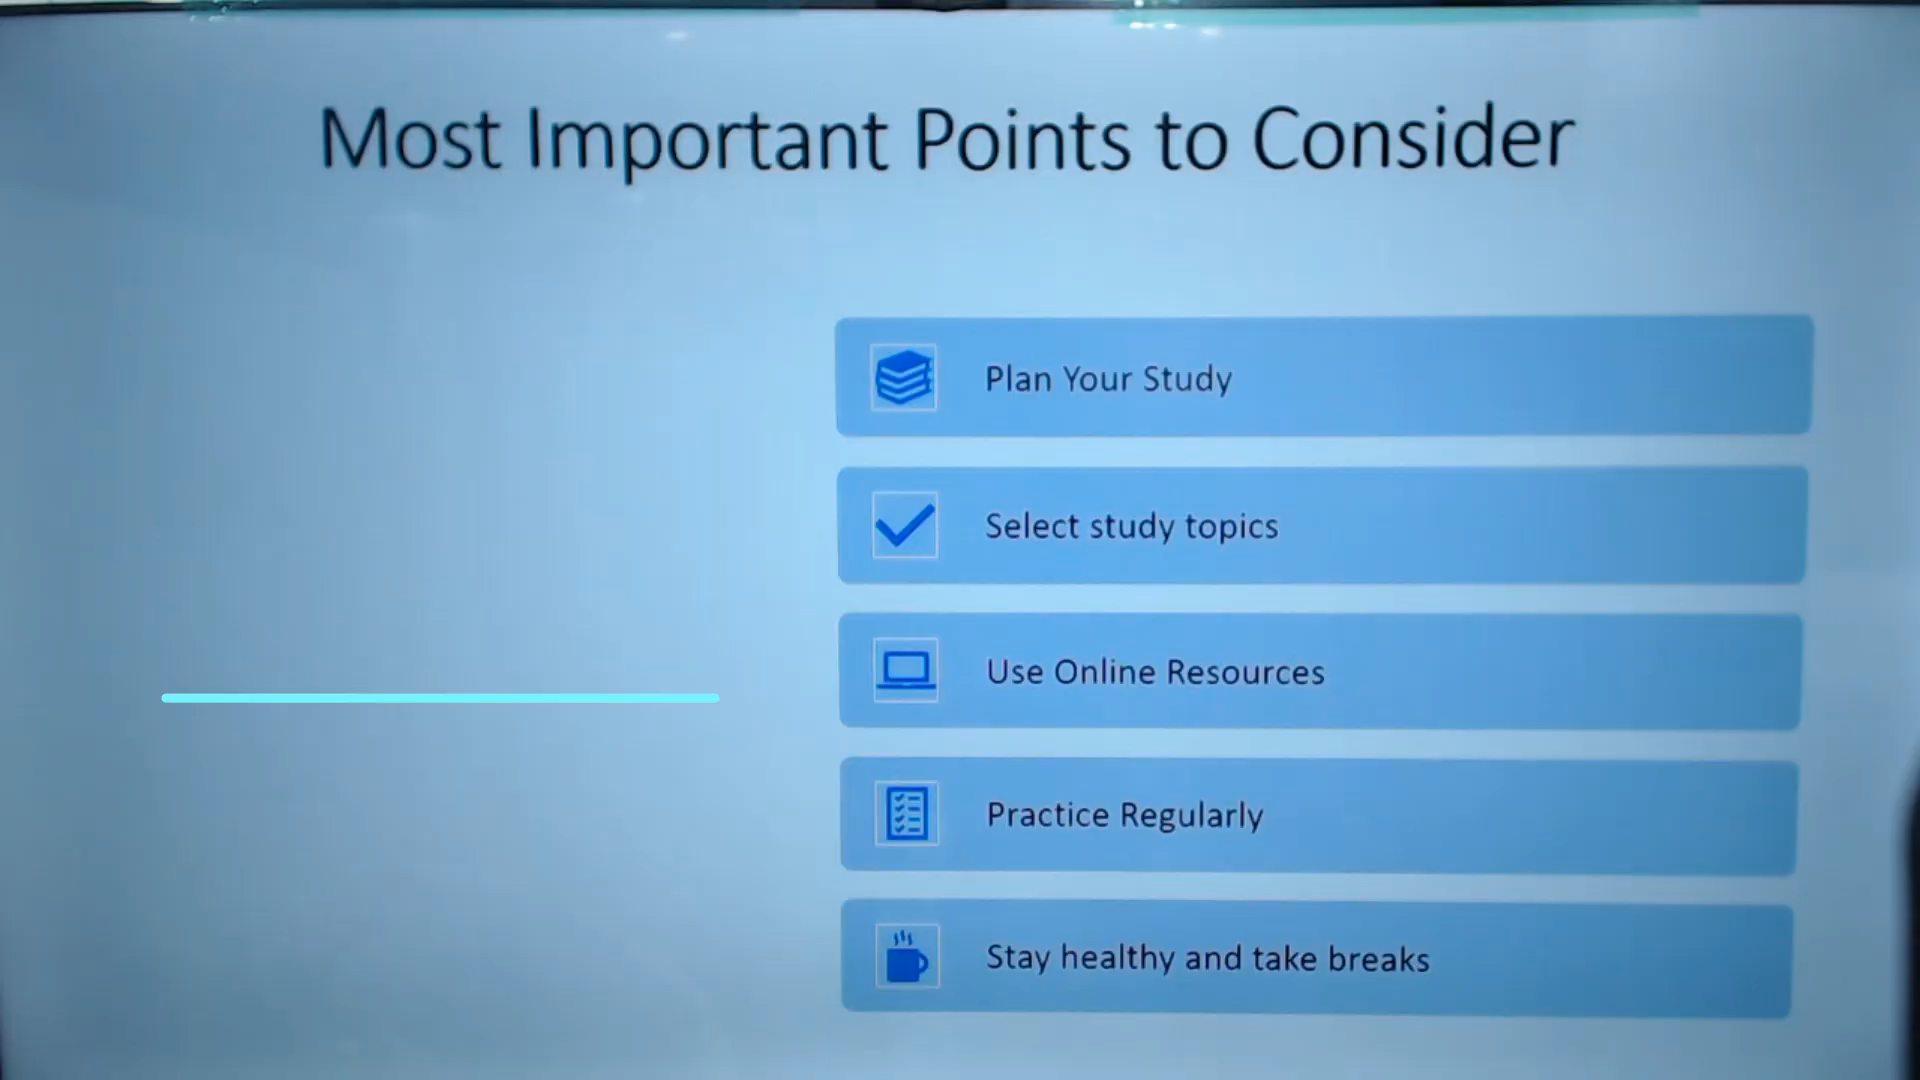 Most Important Points to Consider
Plan Your Study
Select study topics
Use Online Resources
Practice Regularly
Stay healthy and take breaks